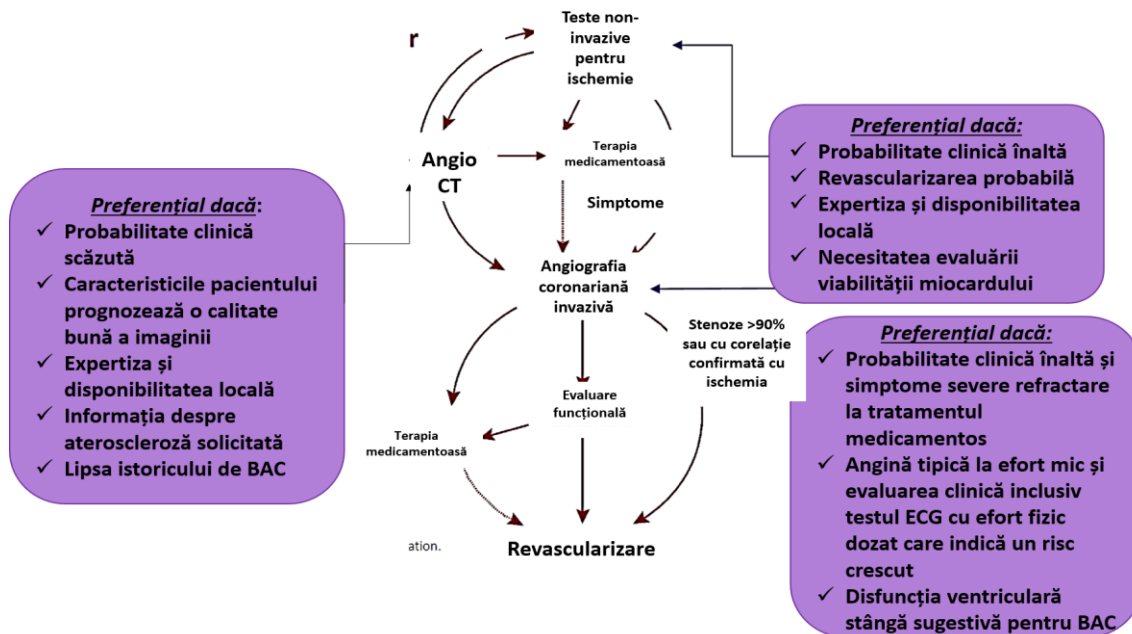 r
Teste non-
invazive
pentru
ischemie
Angio
CT
Terapia
medicamentoasă
Simptome
Angiografia
coronariană
invazivă
Stenoze >90%
sau cu corelație
confirmată cu
ischemia
Evaluare
funcțională
Terapia
medicamentoasă
Revascularizare
ation.
Preferențial dacă:
✓ Probabilitate clinică
scăzută
✓ Caracteristicile pacientului
prognozează o calitate
bună a imaginii
✓ Expertiza și
disponibilitatea locală
✓ Informația despre
ateroscleroză solicitată
✓ Lipsa istoricului de BAC
Preferențial dacă:
✓ Probabilitate clinică înaltă
✓ Revascularizarea probabilă
✓ Expertiza și disponibilitatea
locală
✓ Necesitatea evaluării
viabilității miocardului
Preferențial dacă:
✓ Probabilitate clinică înaltă și
simptome severe refractare
la tratamentul
medicamentos
✓ Angină tipică la efort mic și
evaluarea clinică inclusiv
testul ECG cu efort fizic
dozat care indică un risc
crescut
✓ Disfuncția ventriculară
stângă sugestivă pentru BAC